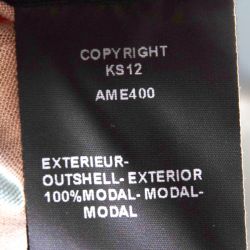 COPYRIGHT
KS12
AME400
EXTERIEUR-
OUTSHELL- EXTERIOR
100%MODAL- MODAL-
MODAL